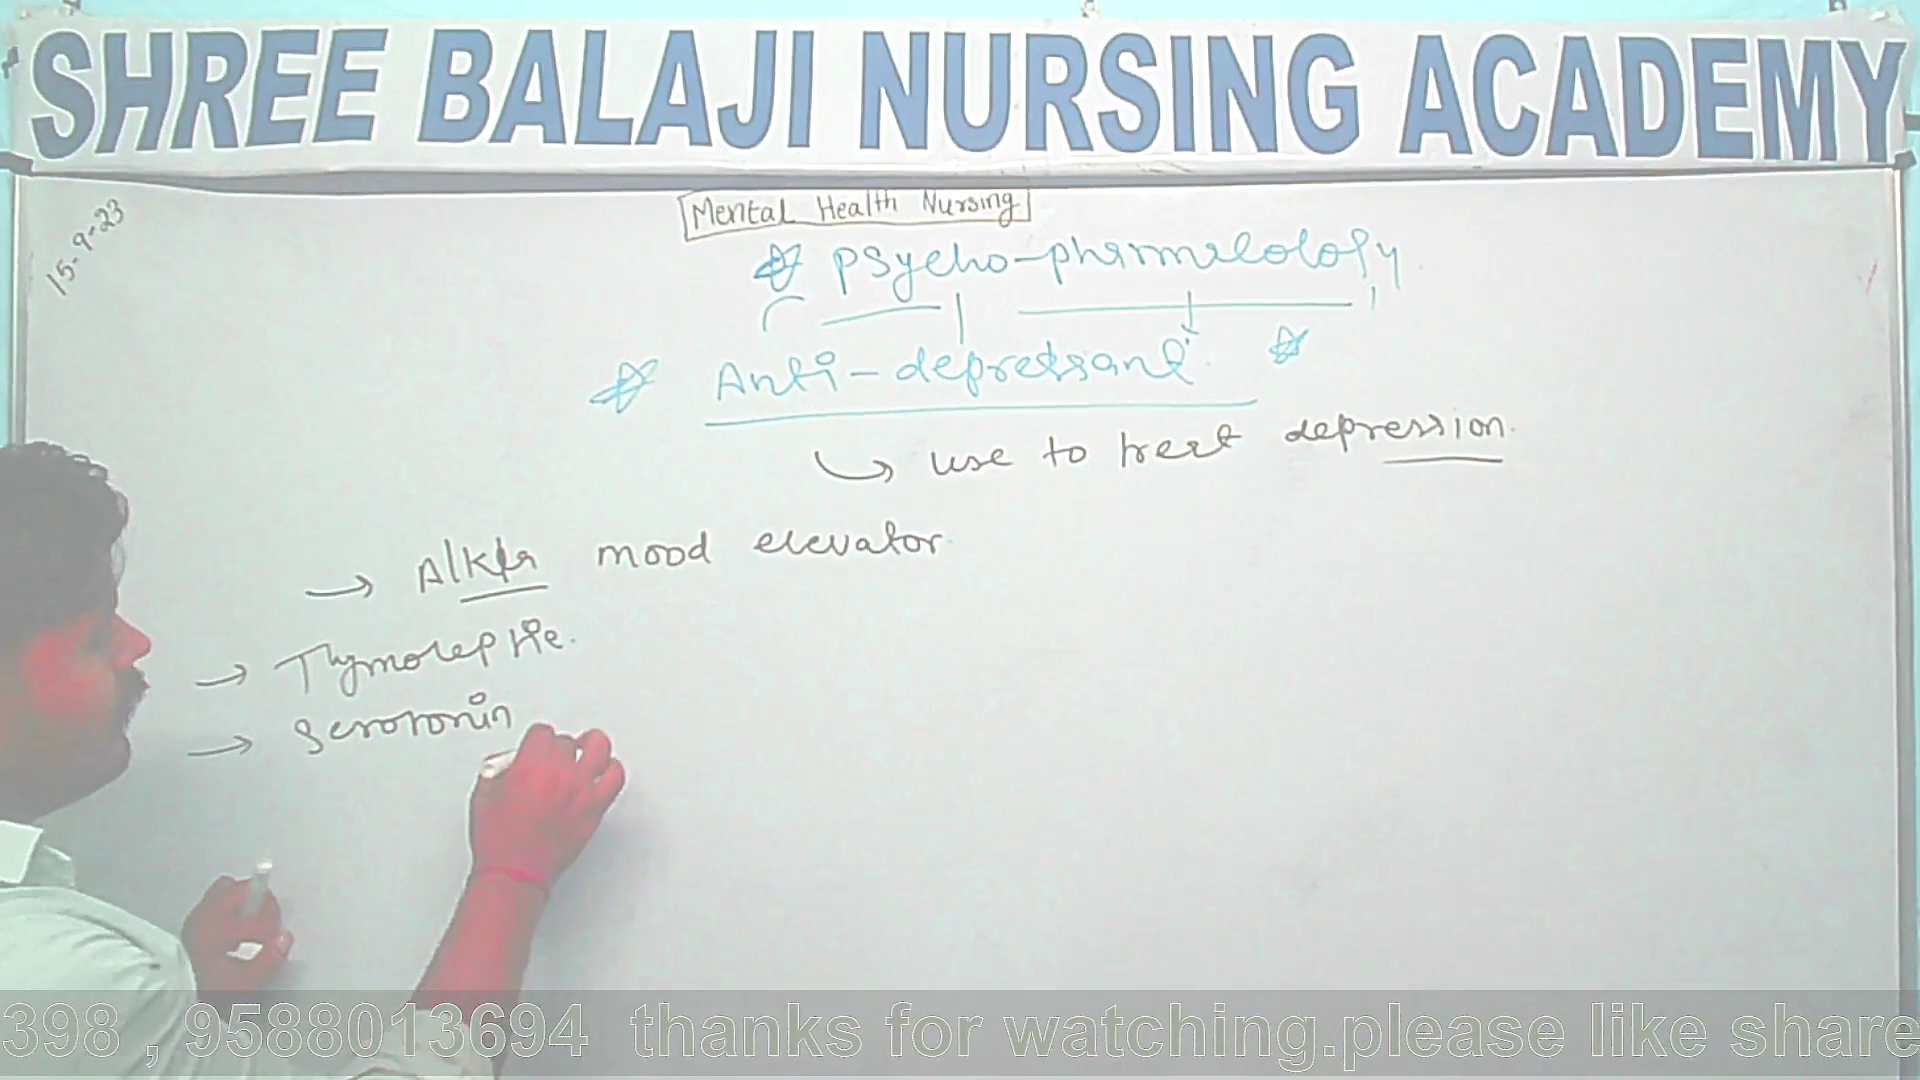 SHREE BALAJI NURSING ACADEMY
15-9-23
Mental Health Nursing
Psycho-pharmacology
Anti-depressant
use to treat depression
mood elevator
Thymoleptic
Serotonin
398 , 9588013694 thanks for watching.please like share